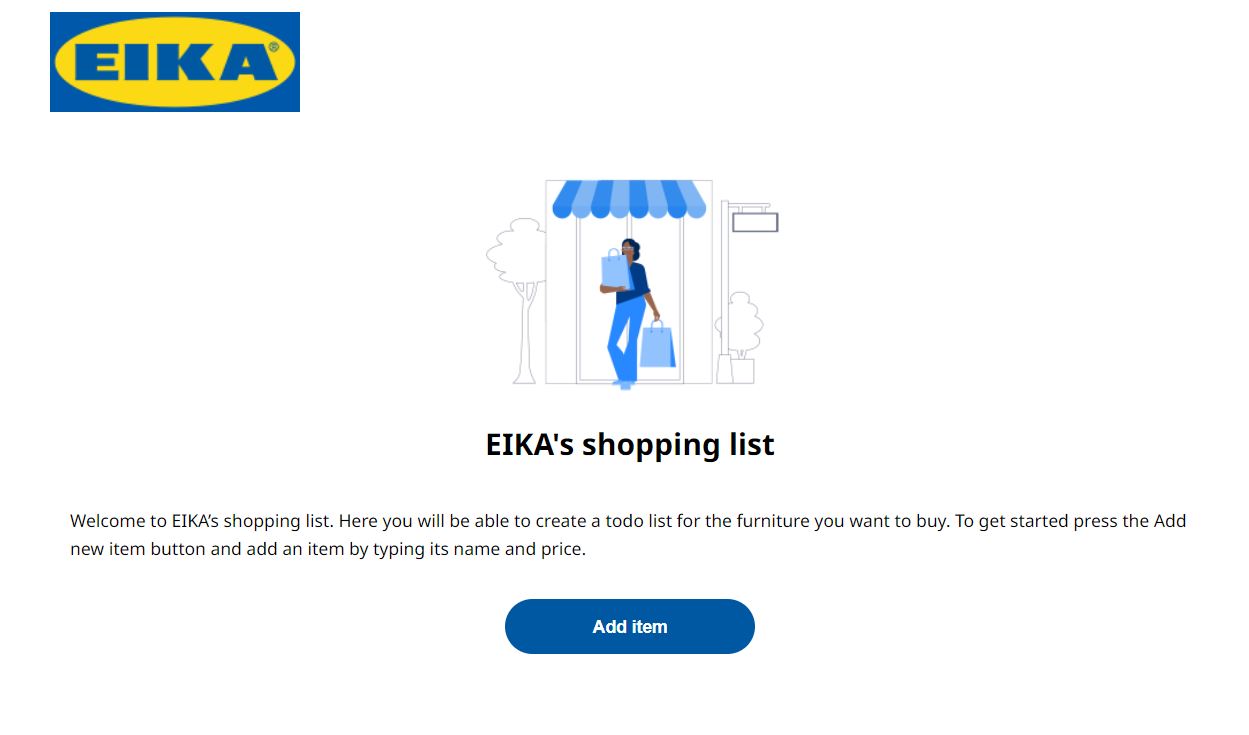 EIKA®
EIKA's shopping list
Welcome to EIKA’s shopping list. Here you will be able to create a todo list for the furniture you want to buy. To get started press the Add
new item button and add an item by typing its name and price.
Add item